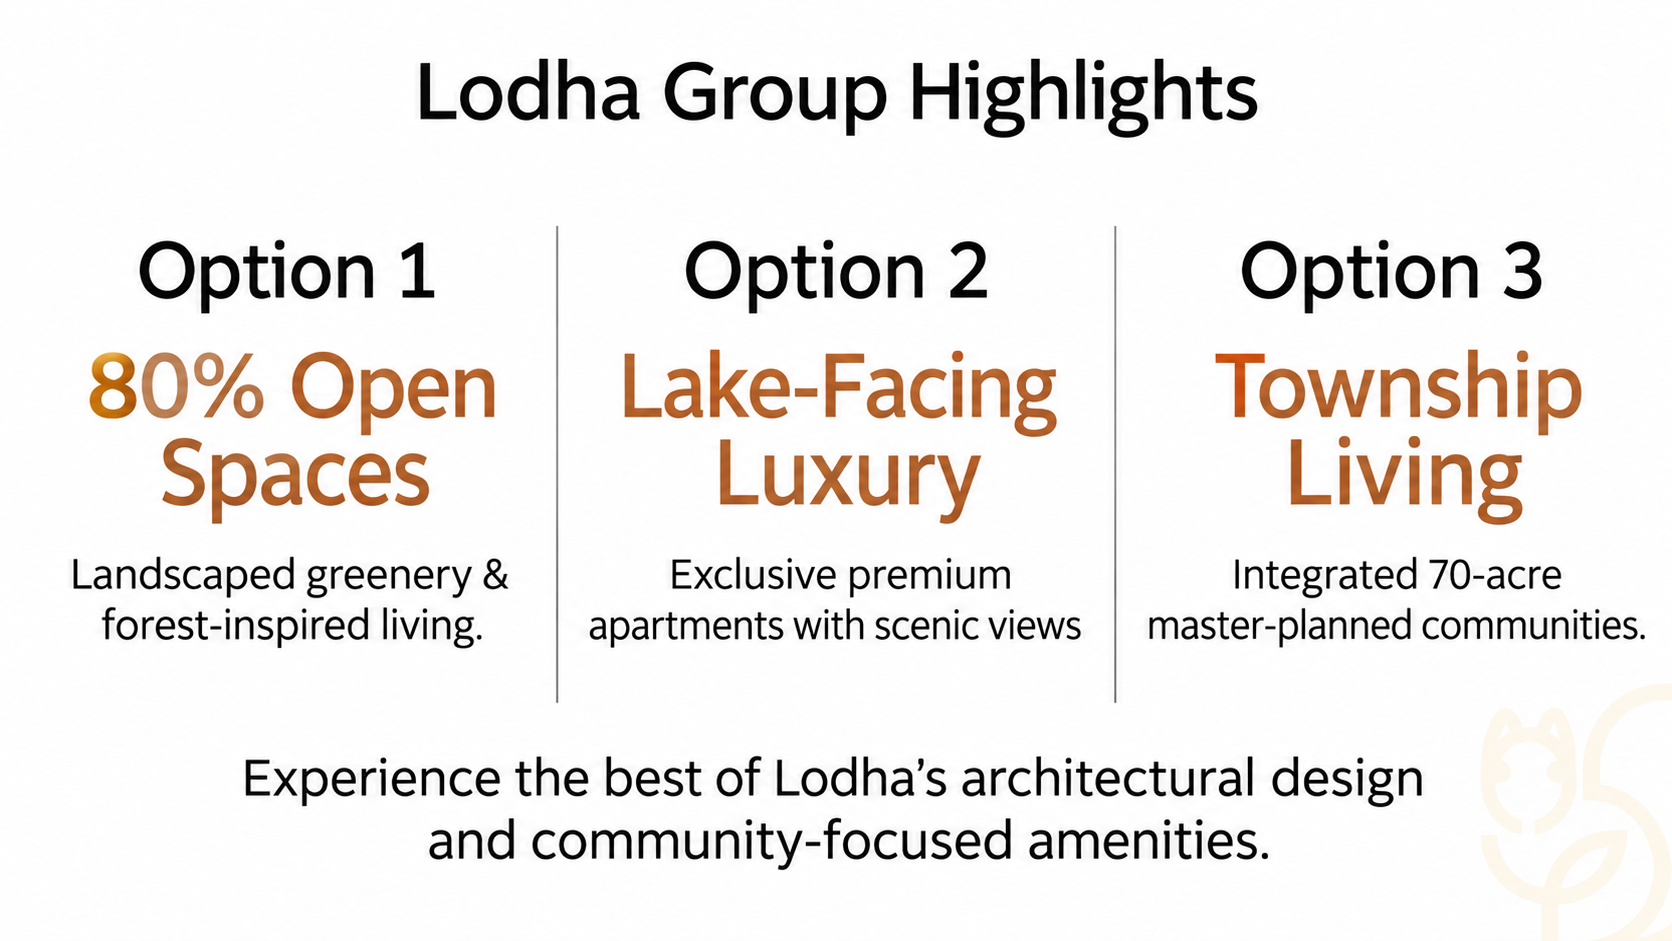 Lodha Group Highlights
Option 1
80% Open
Spaces
Landscaped greenery &
forest-inspired living.
Option 2
Lake-Facing
Luxury
Exclusive premium
apartments with scenic views
Option 3
Township
Living
Integrated 70-acre
master-planned communities.
Experience the best of Lodha’s architectural design
and community-focused amenities.